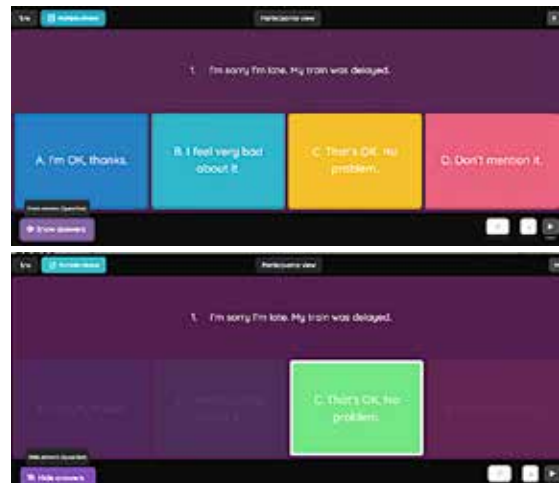 Participants view
1. I'm sorry I'm late. My train was delayed.
A. I'm OK, thanks.
B. I feel very bad
about it.
C. That's OK. No
problem.
D. Don't mention it.
Show answers
Participants view
1. I'm sorry I'm late. My train was delayed.
C. That's OK. No
problem.
Hide answers